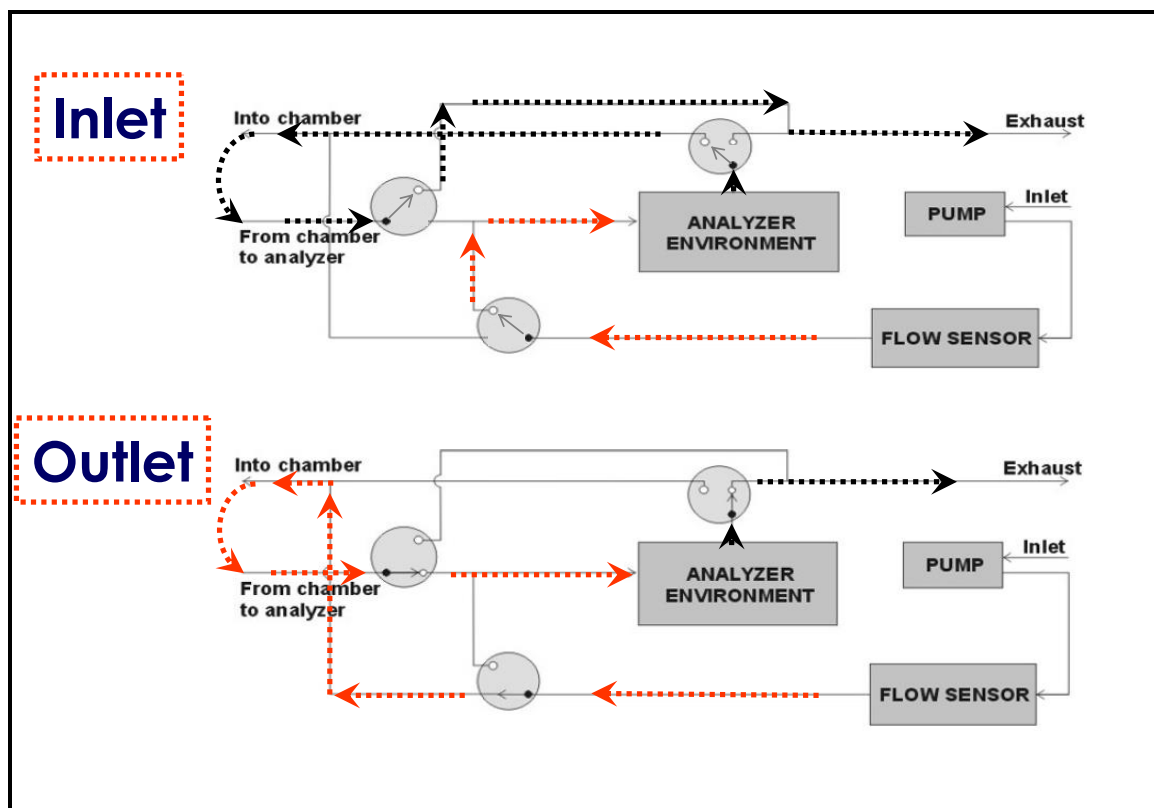 Inlet
Into chamber
Exhaust
PUMP
Inlet
ANALYZER
ENVIRONMENT
From chamber
to analyzer
FLOW SENSOR
Outlet
Into chamber
Exhaust
PUMP
Inlet
ANALYZER
ENVIRONMENT
From chamber
to analyzer
FLOW SENSOR